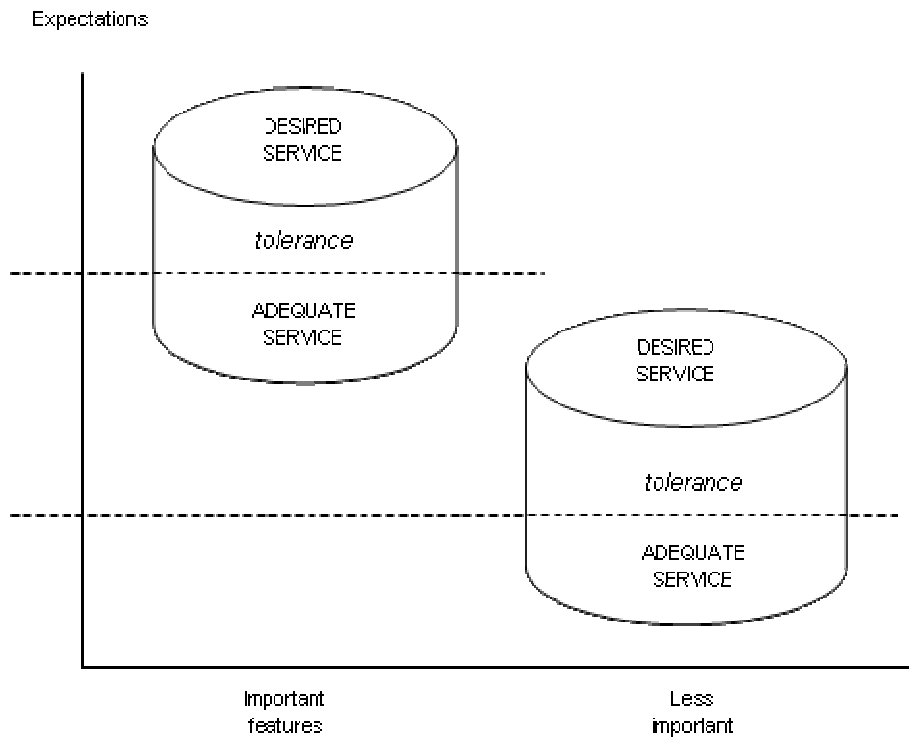 Expectations
DESIRED
SERVICE
tolerance
ADEQUATE
SERVICE
DESIRED
SERVICE
tolerance
ADEQUATE
SERVICE
Important
features
Less
important